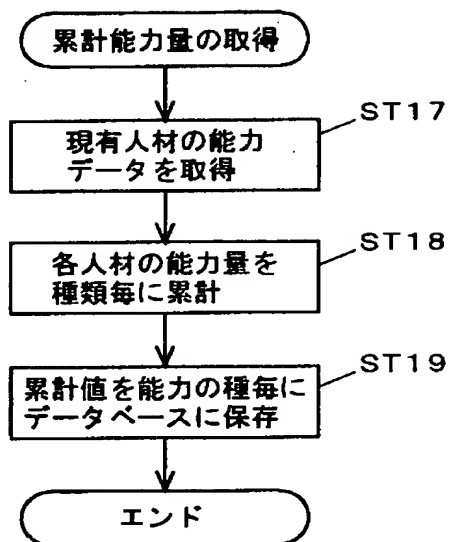 累計能力量の取得
ST17
現有人材の能力
データを取得
ST18
各人材の能力量を
種類毎に累計
ST19
累計値を能力の種毎に
データベースに保存
エンド